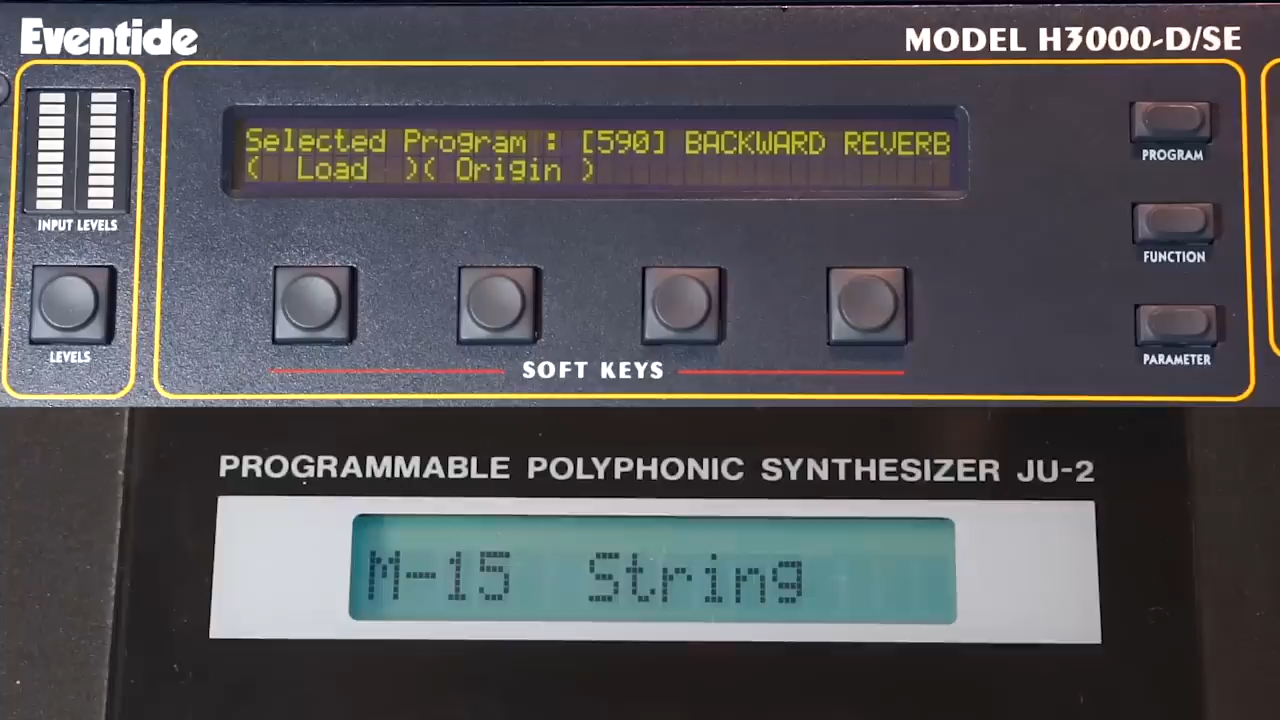 Eventide
MODEL H3000-D/SE
Selected Program : [590] BACKWARD REVERB
( Load )( Origin )
PROGRAM
INPUT LEVELS
FUNCTION
LEVELS
PARAMETER
SOFT KEYS
PROGRAMMABLE POLYPHONIC SYNTHESIZER JU-2
M-15 String